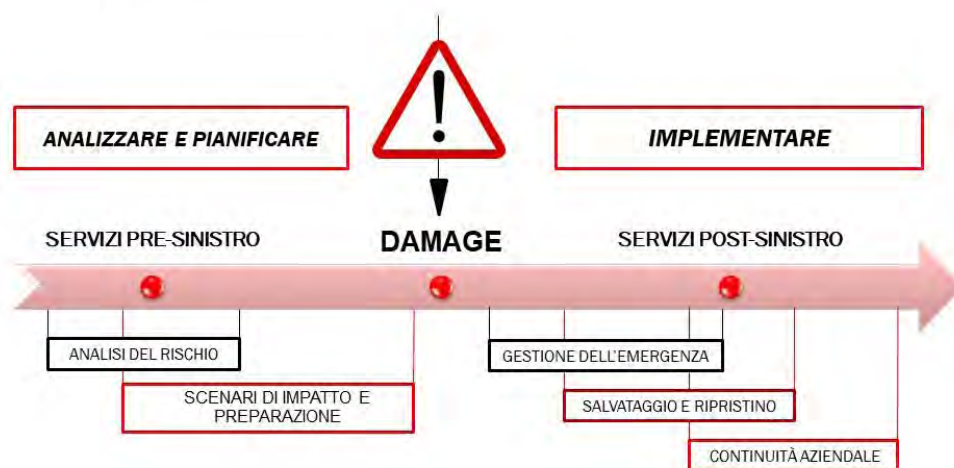 ANALIZZARE E PIANIFICARE
IMPLEMENTARE
SERVIZI PRE-SINISTRO
DAMAGE
SERVIZI POST-SINISTRO
ANALISI DEL RISCHIO
GESTIONE DELL'EMERGENZA
SCENARI DI IMPATTO E
PREPARAZIONE
SALVATAGGIO E RIPRISTINO
CONTINUITÀ AZIENDALE